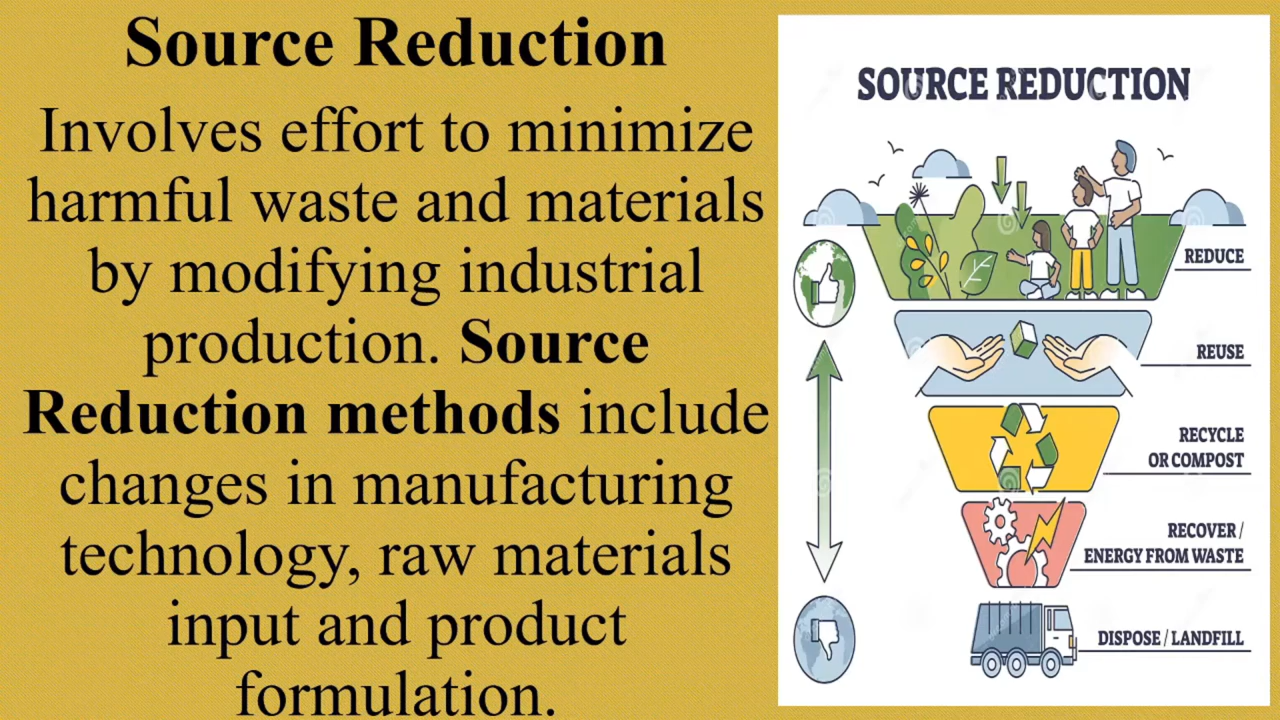 Source Reduction
Involves effort to minimize
harmful waste and materials
by modifying industrial
production. Source
Reduction methods include
changes in manufacturing
technology, raw materials
input and product
formulation.
SOURCE REDUCTION
REDUCE
REUSE
RECYCLE
OR COMPOST
RECOVER /
ENERGY FROM WASTE
DISPOSE / LANDFILL